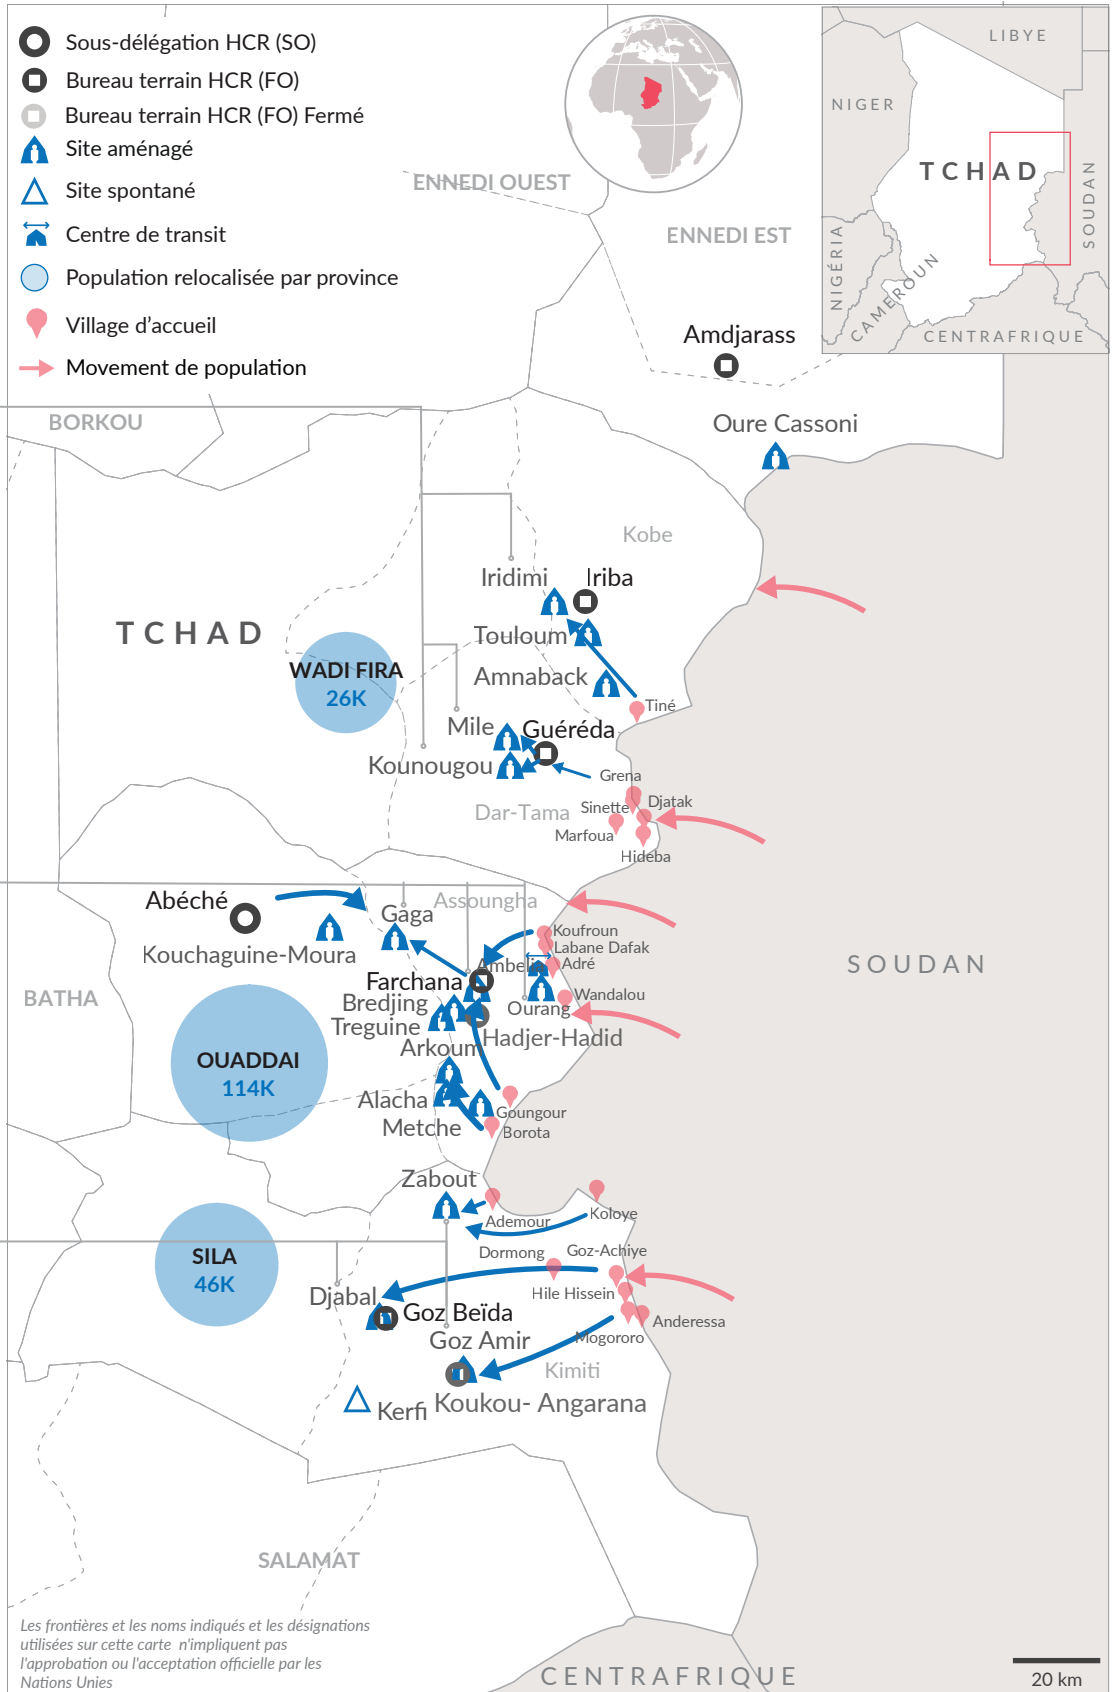 Sous-délégation HCR (SO)
Bureau terrain HCR (FO)
Bureau terrain HCR (FO) Fermé
Site aménagé
Site spontané
Centre de transit
Population relocalisée par province
Village d'accueil
Movement de population
LIBYE
NIGER
TCHAD
SOUDAN
NIGÉRIA
CAMEROUN
CENTRAFRIQUE
ENNEDI OUEST
ENNEDI EST
Amdjarass
BORKOU
Oure Cassoni
Kobe
Iridimi
Iriba
TCHAD
Touloum
WADI FIRA
26K
Amnaback
Tiné
Mile
Guéréda
Kounougou
Grena
Sinette
Djatak
Dar-Tama
Marfoua
Hideba
Abéché
Assoungha
Gaga
Koufroun
Labane Dafak
Kouchaguine-Moura
Ambelia
Adré
SOUDAN
Farchana
BATHA
Bredjing
Wandalou
Ourang
Treguine
Hadjer-Hadid
Arkoum
OUADDAI
114K
Alacha
Goungour
Metche
Borota
Zabout
Ademour
Koloye
Dormong
Goz-Achiye
SILA
46K
Djabal
Hile Hissein
Goz Beïda
Anderessa
Goz Amir
Mogororo
Kimiti
Kerfi
Koukou- Angarana
SALAMAT
Les frontières et les noms indiqués et les désignations
utilisées sur cette carte n'impliquent pas
l'approbation ou l'acceptation officielle par les
Nations Unies
CENTRAFRIQUE
20 km